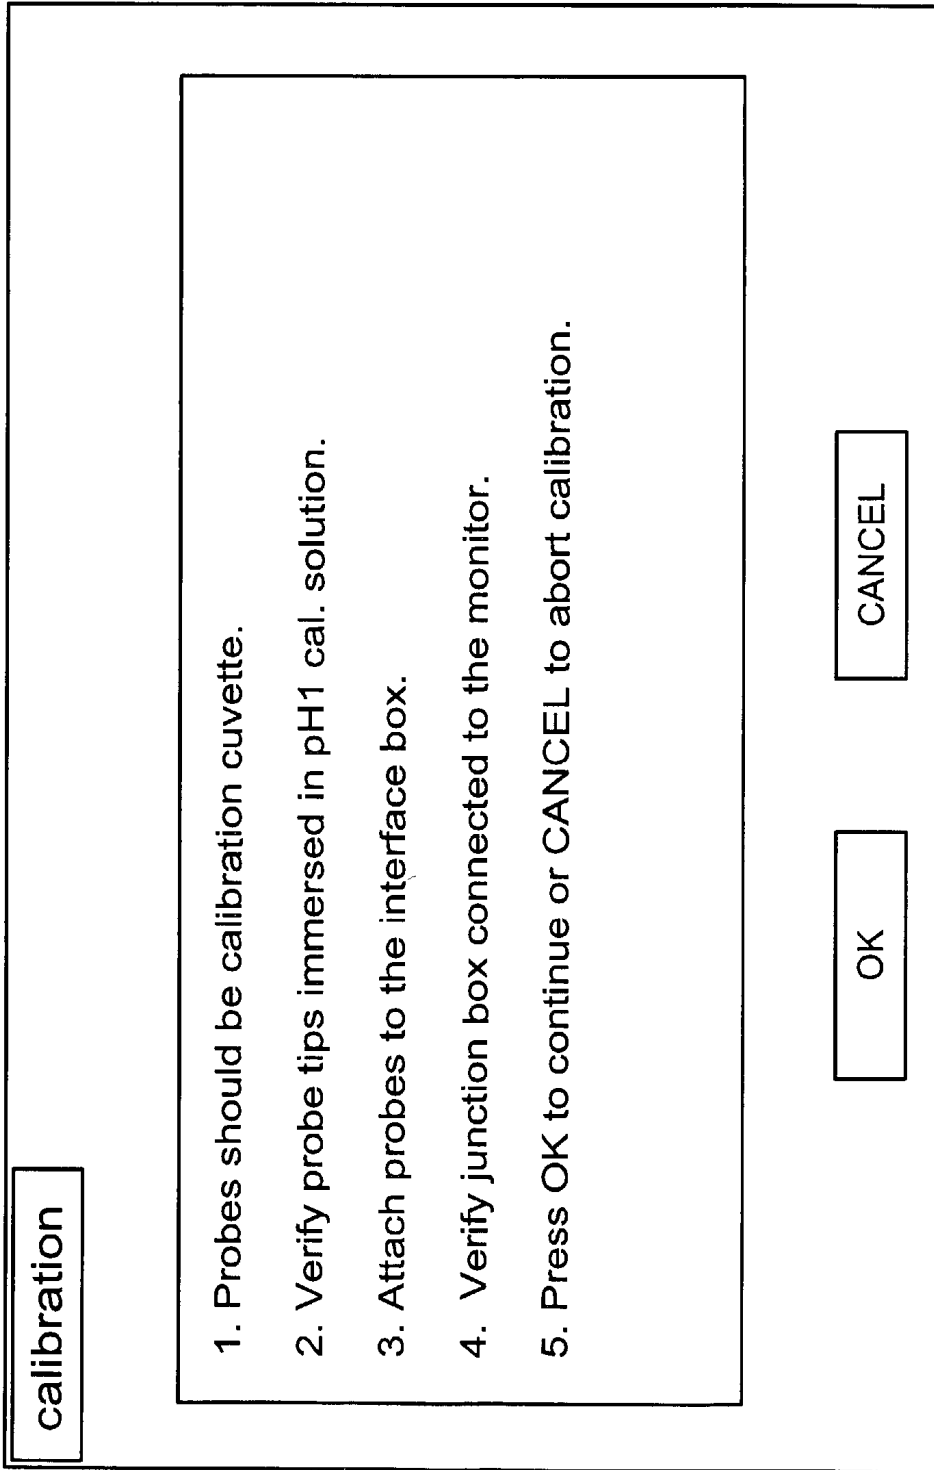 calibration
1. Probes should be calibration cuvette.
2. Verify probe tips immersed in pH1 cal. solution.
3. Attach probes to the interface box.
4. Verify junction box connected to the monitor.
5. Press OK to continue or CANCEL to abort calibration.
OK
CANCEL